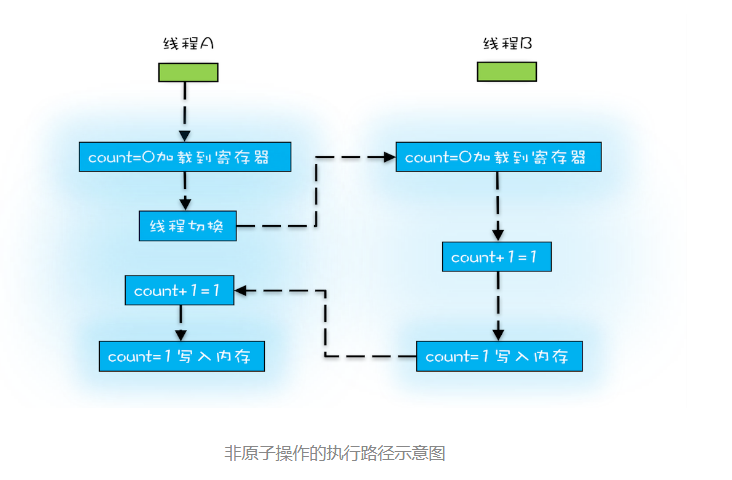 线程A
线程B
count=0加载到寄存器
count=0加载到寄存器
线程切换
count+1=1
count+1=1
count=1写入内存
count=1写入内存
非原子操作的执行路径示意图